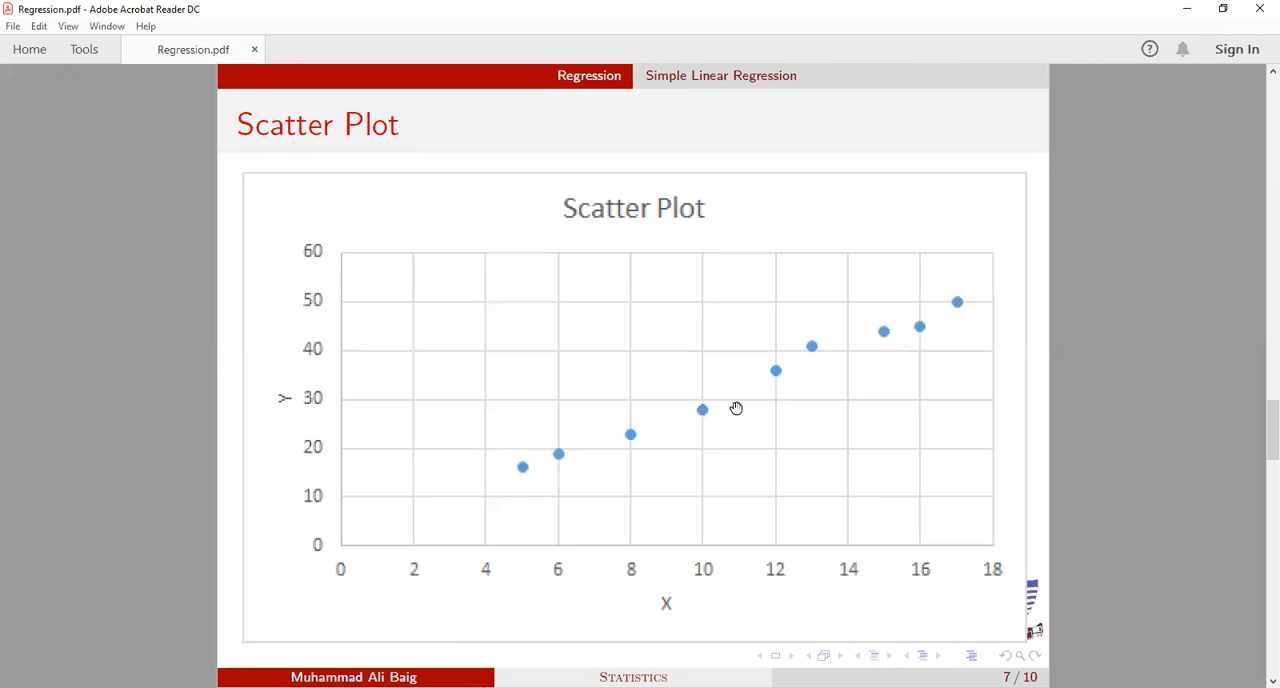 Regression.pdf - Adobe Acrobat Reader DC
File Edit View Window Help
Home Tools Regression.pdf × ? Sign In
Regression Simple Linear Regression
Scatter Plot
Scatter Plot
60
50
40
30
20
10
0
Y
0 2 4 6 8 10 12 14 16 18
X
Muhammad Ali Baig STATISTICS 7 / 10